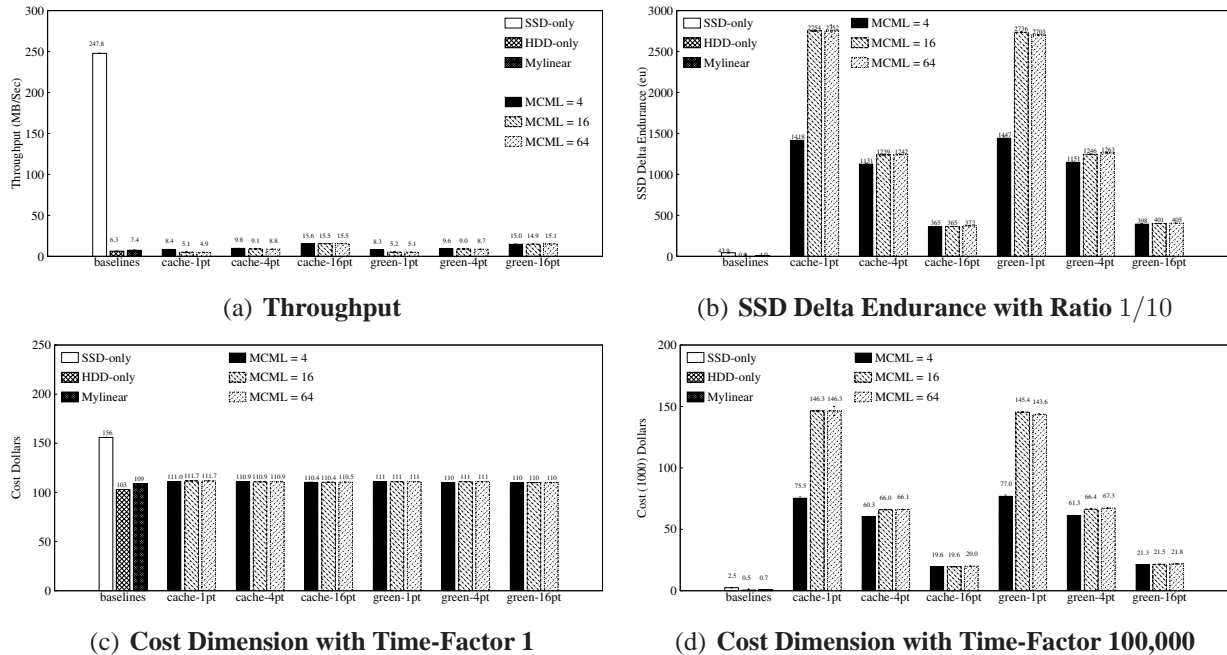 300
250
200
150
100
50
0
Throughput (MB/Sec)
SSD-only
HDD-only
Mylinear
MCML = 4
MCML = 16
MCML = 64
247.8
6.3 7.4
8.4 5.1 4.9
9.8 9.1 8.8
15.6 15.5 15.5
8.3 5.2 5.1
9.6 9.0 8.7
15.0 14.9 15.1
baselines cache-1pt cache-4pt cache-16pt green-1pt green-4pt green-16pt
(a) Throughput
3000
2500
2000
1500
1000
500
0
SSD Delta Endurance (eu)
SSD-only
HDD-only
Mylinear
MCML = 4
MCML = 16
MCML = 64
43.9
1418 2754 2752
1131 1239 1242
365 365 372
1447 2736 2703
1151 1246 1263
398 401 405
baselines cache-1pt cache-4pt cache-16pt green-1pt green-4pt green-16pt
(b) SSD Delta Endurance with Ratio 1/10
250
200
150
100
50
0
Cost Dollars
SSD-only
HDD-only
Mylinear
MCML = 4
MCML = 16
MCML = 64
156 103 109
111.0 111.7 111.7
110.9 110.9 110.9
110.4 110.4 110.5
111 111 111
110 111 111
110 110 110
baselines cache-1pt cache-4pt cache-16pt green-1pt green-4pt green-16pt
(c) Cost Dimension with Time-Factor 1
200
150
100
50
0
Cost (1000) Dollars
SSD-only
HDD-only
Mylinear
MCML = 4
MCML = 16
MCML = 64
2.5 0.5 0.7
75.5 146.3 146.3
60.3 66.0 66.1
19.6 19.6 20.0
77.0 145.4 143.6
61.3 66.4 67.3
21.3 21.5 21.8
baselines cache-1pt cache-4pt cache-16pt green-1pt green-4pt green-16pt
(d) Cost Dimension with Time-Factor 100,000